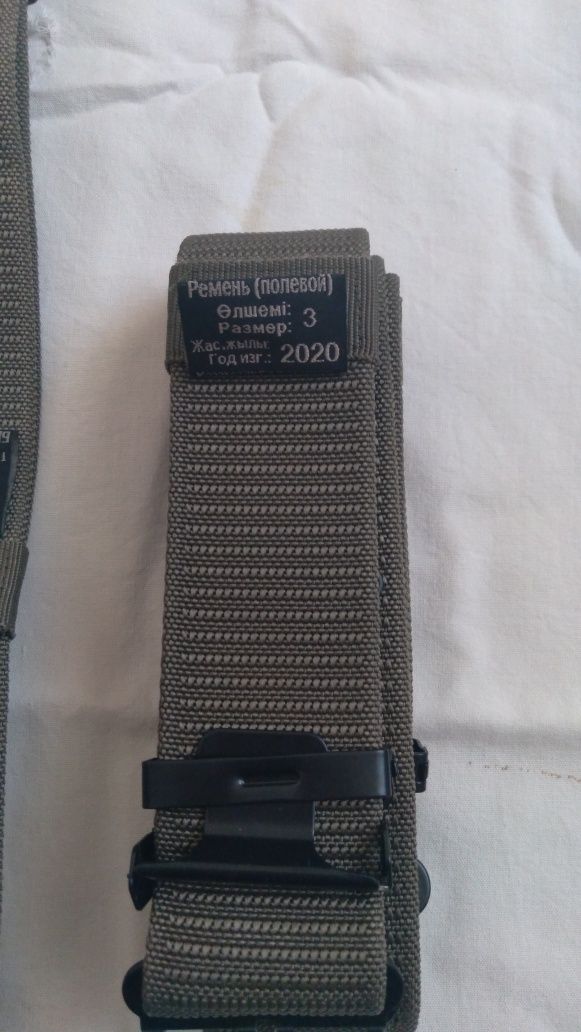 Ремень (полевой)
Өлшемі:
Размер: 3
Жас.жылы:
Год изг.: 2020